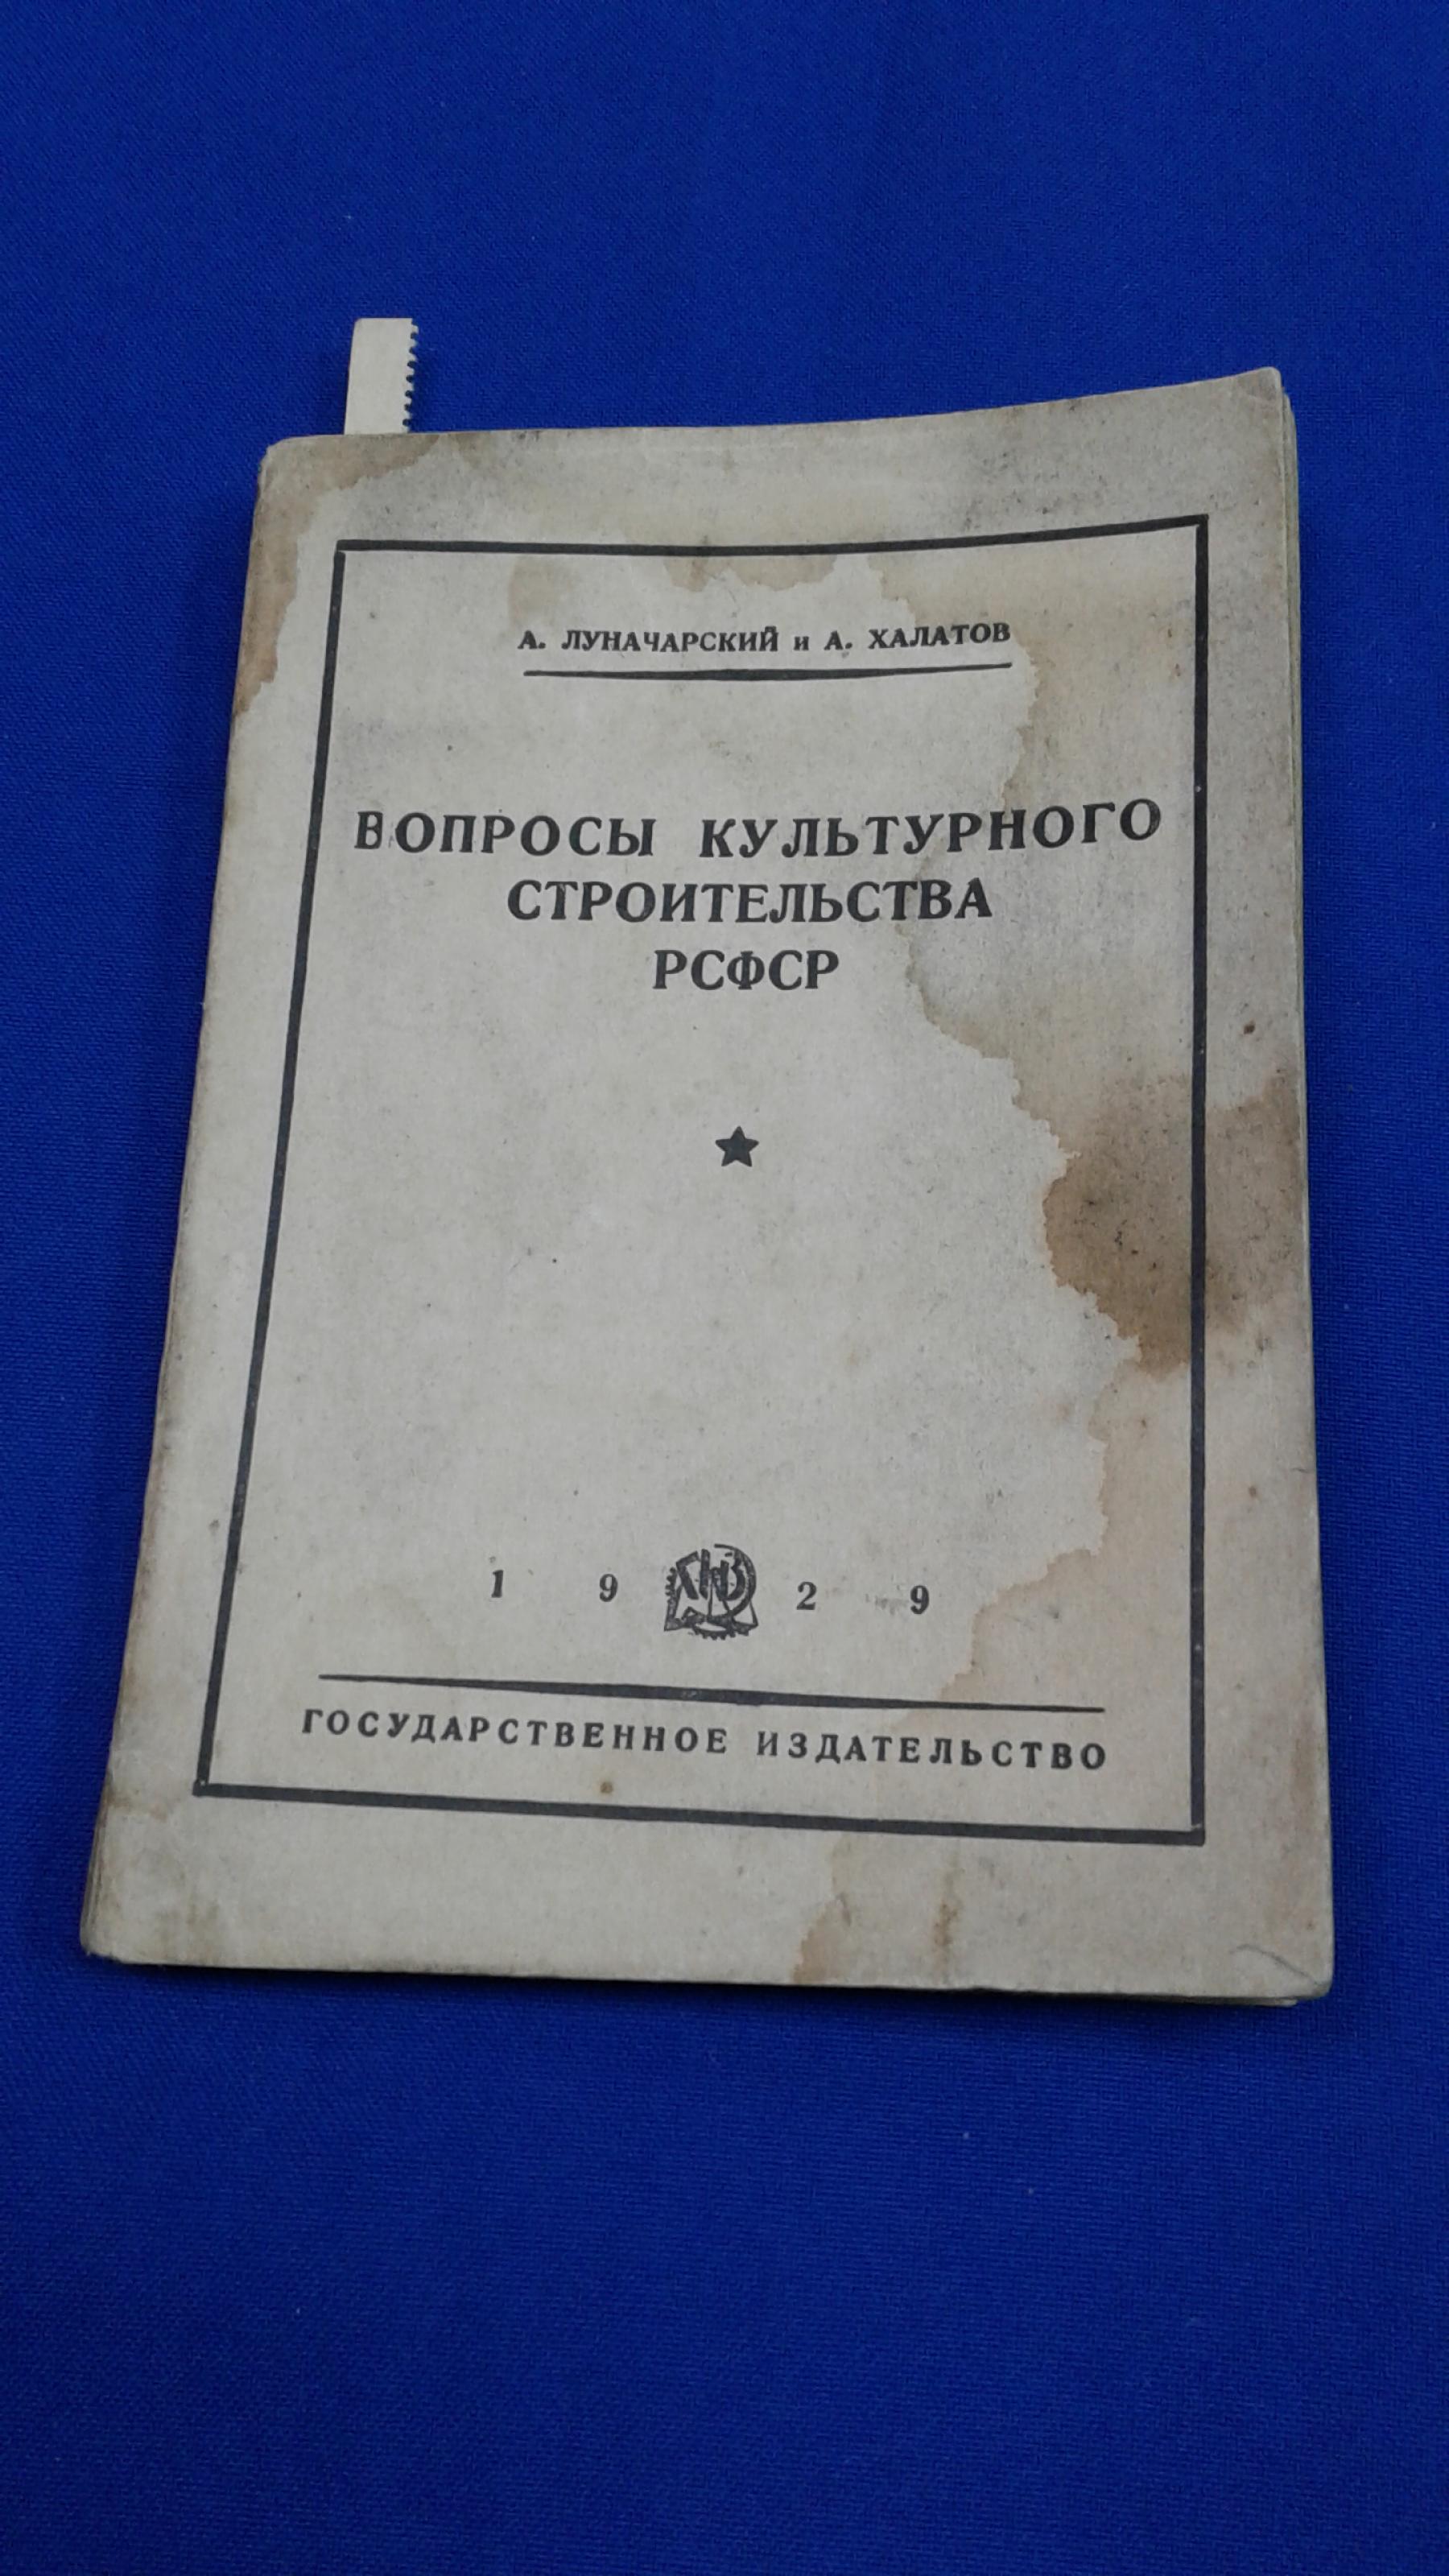 А. ЛУНАЧАРСКИЙ и А. ХАЛАТОВ
ВОПРОСЫ КУЛЬТУРНОГО
СТРОИТЕЛЬСТВА
РСФСР
1 9 2 9
ГОСУДАРСТВЕННОЕ ИЗДАТЕЛЬСТВО